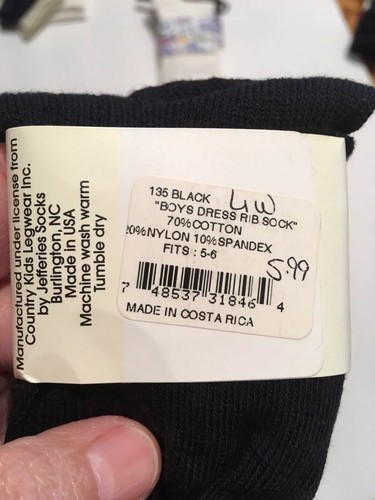 Manufactured under license from
Country Kids Legwear Inc.
by Jefferies Socks
Burlington, NC
Made in USA
Machine wash warm
Tumble dry
135 BLACK
"BOYS DRESS RIB SOCK"
70%COTTON
20%NYLON 10%SPANDEX
FITS : 5-6
5.99
7 48537 31846 4
MADE IN COSTA RICA